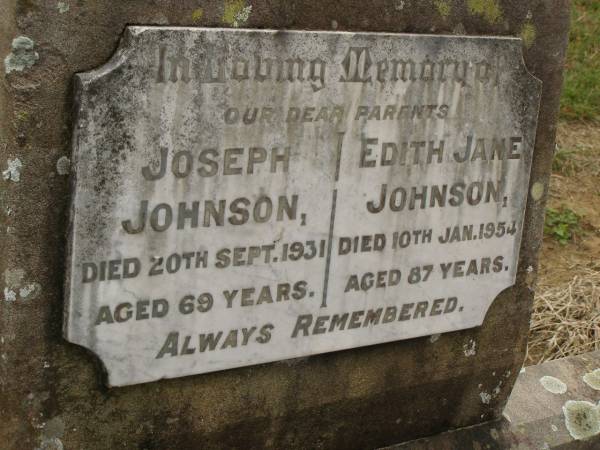 In Loving Memory of
OUR DEAR PARENTS
JOSEPH
JOHNSON,
DIED 20TH SEPT. 1931
AGED 69 YEARS.
EDITH JANE
JOHNSON,
DIED 10TH JAN. 1954
AGED 87 YEARS.
ALWAYS REMEMBERED.